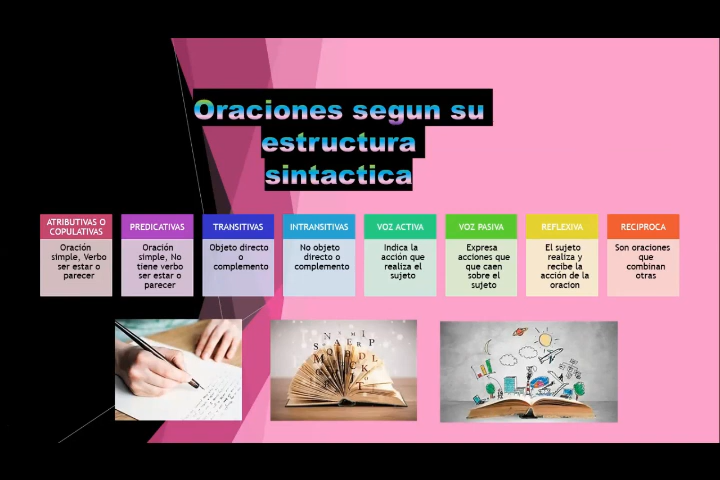 Oraciones segun su
estructura
sintactica
ATRIBUTIVAS O
COPULATIVAS
Oración
simple, Verbo
ser estar o
parecer
PREDICATIVAS
Oración
simple, No
tiene verbo
ser estar o
parecer
TRANSITIVAS
Objeto directo
o
complemento
INTRANSITIVAS
No objeto
directo o
complemento
VOZ ACTIVA
Indica la
acción que
realiza el
sujeto
VOZ PASIVA
Expresa
acciones que
que caen
sobre el
sujeto
REFLEXIVA
El sujeto
realiza y
recibe la
acción de la
oracion
RECIPROCA
Son oraciones
que
combinan
otras